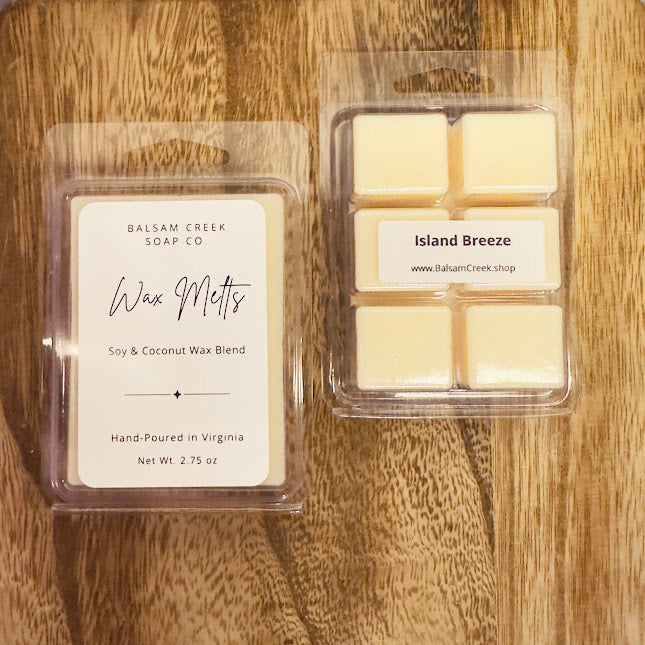 BALSAM CREEK
SOAP CO.
Wax Melts
Soy & Coconut Wax Blend
Hand-Poured in Virginia
Net Wt. 2.75 oz
Island Breeze
www.BalsamCreek.shop